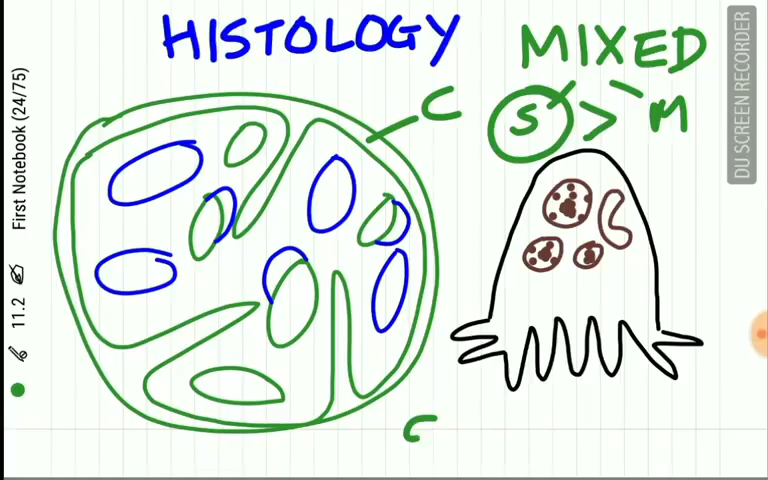 HISTOLOGY
MIXED
S > M
C
C
First Notebook (24/75)
11.2
DU SCREEN RECORDER